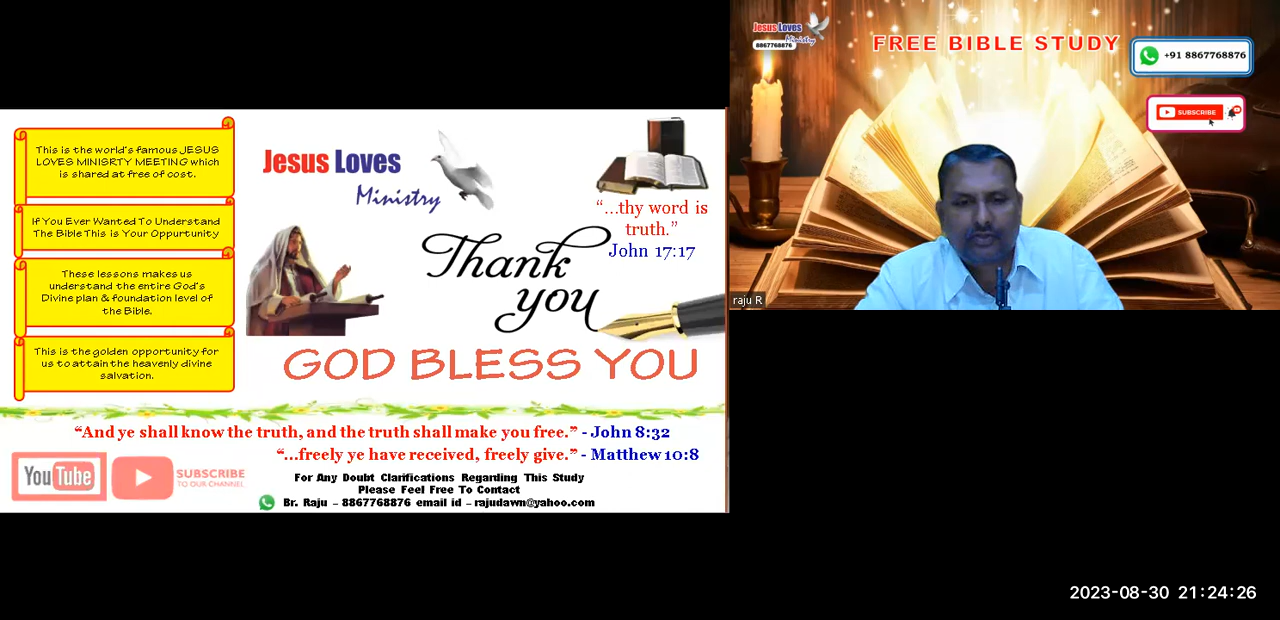 This is the world's famous JESUS
LOVES MINISRTY MEETING which
is shared at free of cost.
If You Ever Wanted To Understand
The Bible This is Your Oppurtunity
These lessons makes us
understand the entire God's
Divine plan & foundation level of
the Bible.
This is the golden opportunity for
us to attain the heavenly divine
salvation.
Jesus Loves
Ministry
"...thy word is
truth."
John 17:17
Thank
you
GOD BLESS YOU
"And ye shall know the truth, and the truth shall make you free." - John 8:32
"...freely ye have received, freely give." - Matthew 10:8
YouTube
SUBSCRIBE
TO OUR CHANNEL
For Any Doubt Clarifications Regarding This Study
Please Feel Free To Contact
Br. Raju - 8867768876 email id - rajudawn@yahoo.com
Jesus Loves
Ministry
8867768876
FREE BIBLE STUDY
+91 8867768876
SUBSCRIBE
raju R
2023-08-30 21:24:26